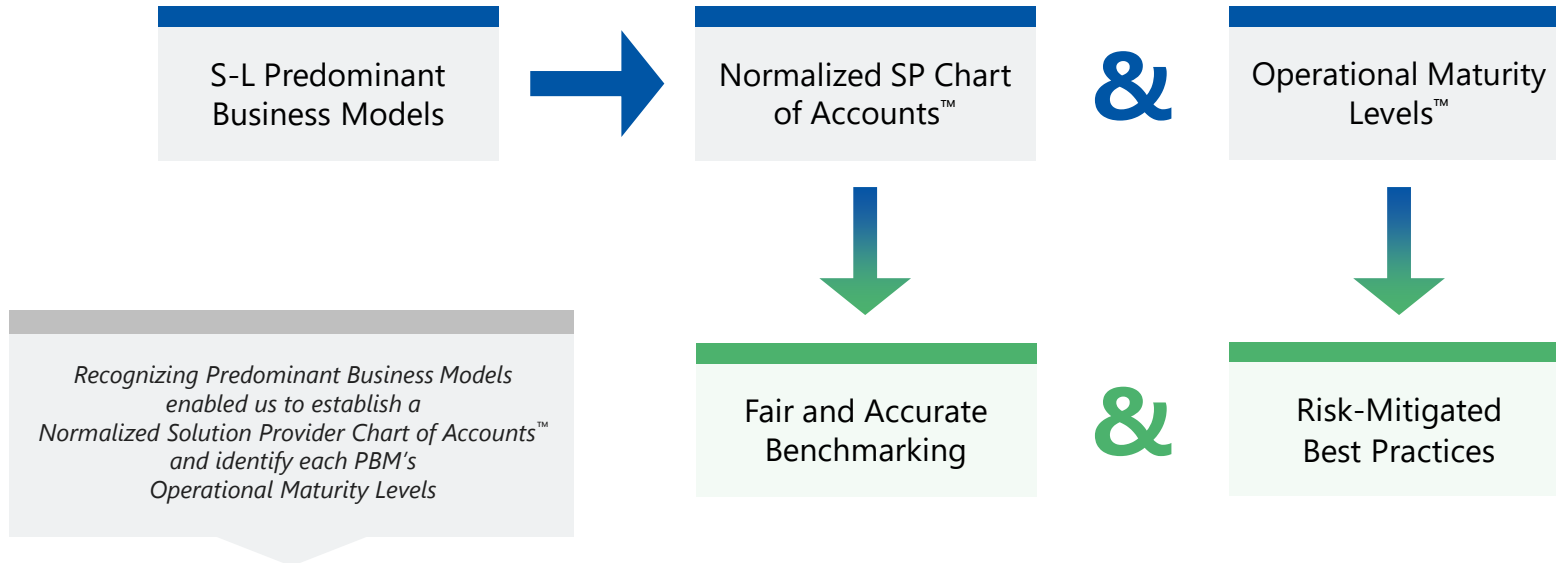 S-L Predominant
Business Models
Normalized SP Chart
of Accounts™
&
Operational Maturity
Levels™
Recognizing Predominant Business Models
enabled us to establish a
Normalized Solution Provider Chart of Accounts™
and identify each PBM's
Operational Maturity Levels
Fair and Accurate
Benchmarking
&
Risk-Mitigated
Best Practices